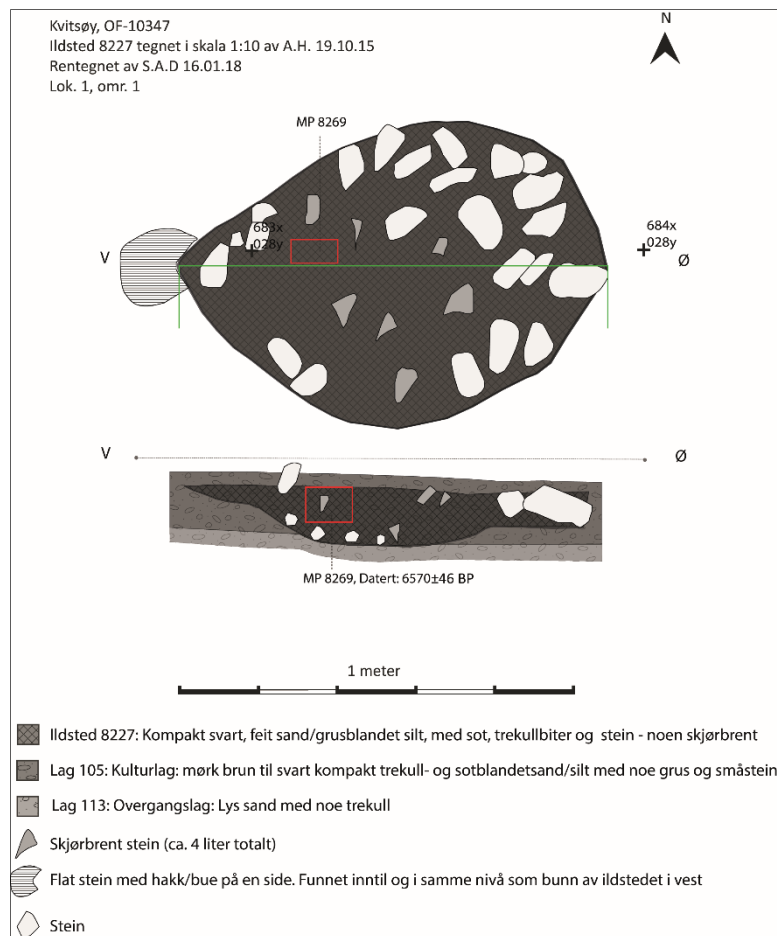 Kvitsøy, OF-10347
Ildsted 8227 tegnet i skala 1:10 av A.H. 19.10.15
Rentegnet av S.A.D 16.01.18
Lok. 1, omr. 1
N
MP 8269
683x
028y
684x
028y
V
Ø
V
Ø
MP 8269, Datert: 6570±46 BP
1 meter
Ildsted 8227: Kompakt svart, feit sand/grusblandet silt, med sot, trekullbiter og stein - noen skjørbrent
Lag 105: Kulturlag: mørk brun til svart kompakt trekull- og sotblandetsand/silt med noe grus og småstein
Lag 113: Overgangslag: Lys sand med noe trekull
Skjørbrent stein (ca. 4 liter totalt)
Flat stein med hakk/bue på en side. Funnet inntil og i samme nivå som bunn av ildstedet i vest
Stein